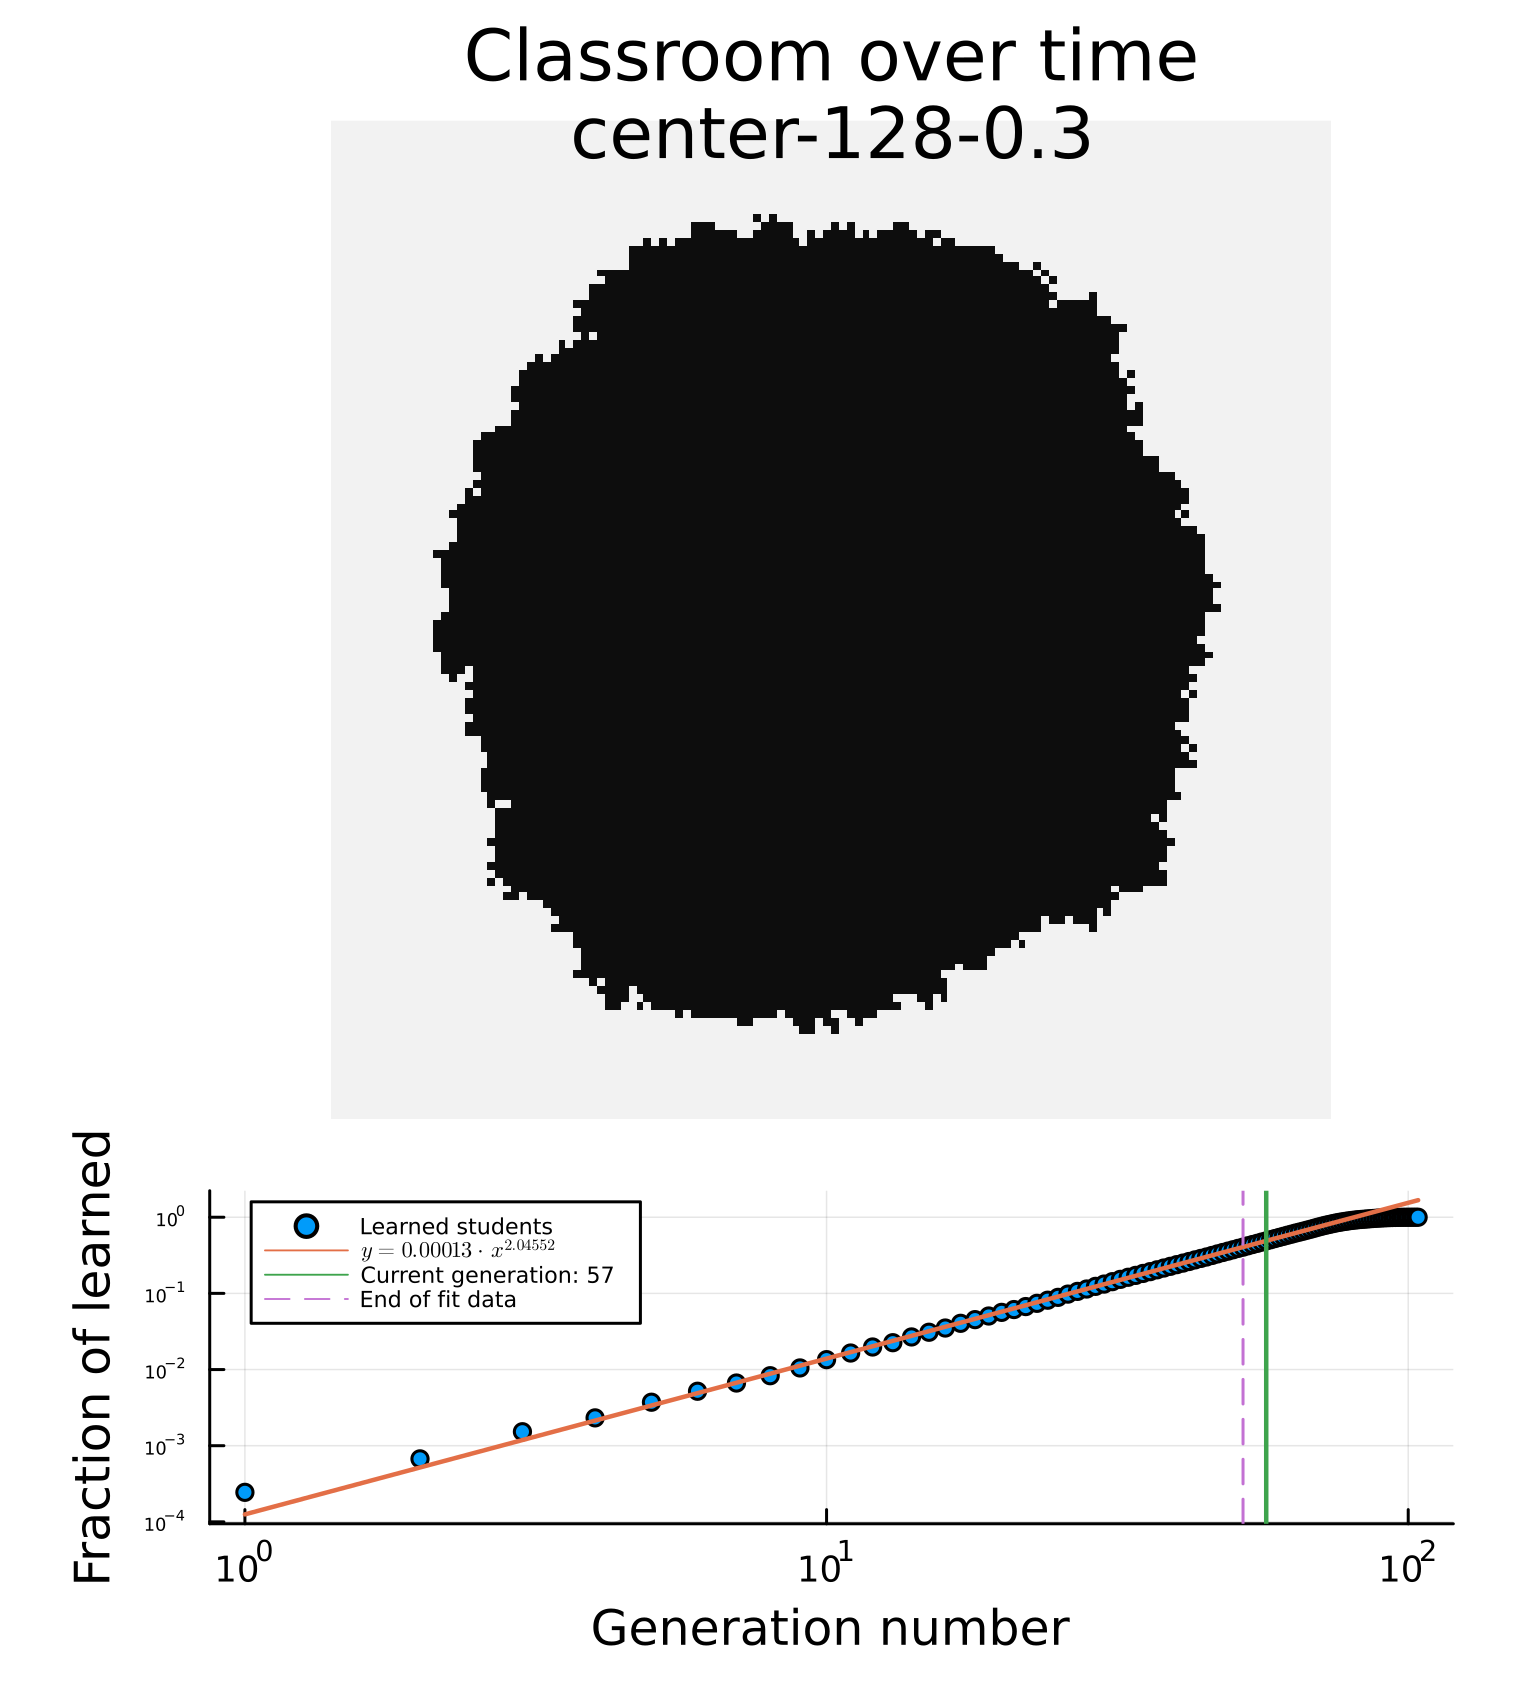 Classroom over time
center-128-0.3
Fraction of learned
10^0
10^-1
10^-2
10^-3
10^-4
Learned students
y = 0.00013 · x^2.04552
Current generation: 57
End of fit data
10^0 10^1 10^2
Generation number